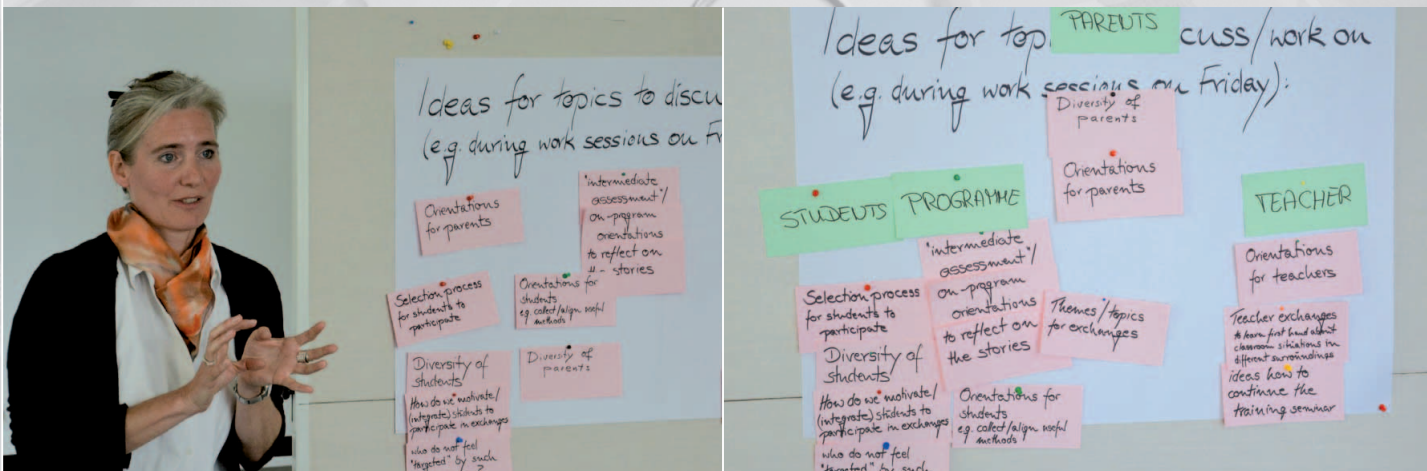 Ideas for topics to discu
(e.g. during work sessions on Fr
Orientations
for parents
"intermediate
assessment"/
on-program
orientations
to reflect on
stories
Selection process
for students to
participate
Orientations for
students
e.g. collect/align useful
methods
Diversity of
students
Diversity of
parents
How do we motivate/
(integrate) students to
participate in exchanges
who do not feel
"targeted" by such
?
PARENTS
Ideas for top cuss/work on
(e.g. during work sessions on Friday):
Diversity of
parents
Orientations
for parents
STUDENTS
PROGRAMME
TEACHER
"intermediate
assessment"/
on-program
orientations
to reflect on
the stories
Selection process
for students to
participate
Themes/topics
for exchanges
Orientations
for teachers
Teacher exchanges
to learn first hand about
classroom situations in
different surroundings
Diversity of
students
How do we motivate/
(integrate) students to
participate in exchanges
who do not feel
"targeted" by such
Orientations for
students
e.g. collect/align useful
methods
ideas how to
continue the
training seminar